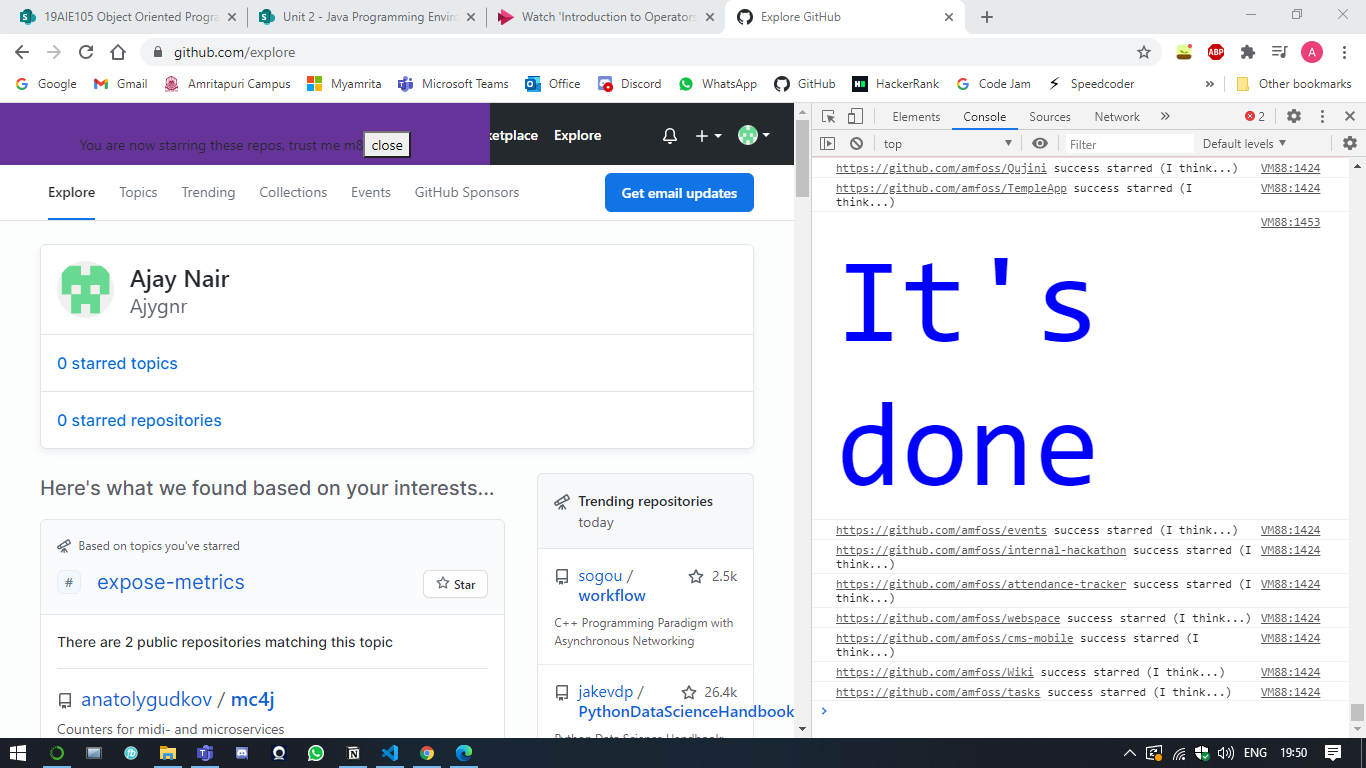 19AIE105 Object Oriented Progra
Unit 2 - Java Programming Enviro
Watch 'Introduction to Operators
Explore GitHub
github.com/explore
ABP
A
Google
Gmail
Amritapuri Campus
Myamrita
Microsoft Teams
Office
Discord
WhatsApp
GitHub
HackerRank
Code Jam
Speedcoder
»
Other bookmarks
You are now starring these repos, trust me m8
close
ketplace
Explore
Explore
Topics
Trending
Collections
Events
GitHub Sponsors
Get email updates
Ajay Nair
Ajygnr
0 starred topics
0 starred repositories
Here's what we found based on your interests...
Based on topics you've starred
# expose-metrics
Star
There are 2 public repositories matching this topic
anatolygudkov / mc4j
Counters for midi- and microservices
Trending repositories
today
sogou /
workflow
2.5k
C++ Programming Paradigm with
Asynchronous Networking
jakevdp /
PythonDataScienceHandbook
26.4k
Python Data Science Handbook:
Elements
Console
Sources
Network
»
2
top
Filter
Default levels
https://github.com/amfoss/Qujini success starred (I think...) VM88:1424
https://github.com/amfoss/TempleApp success starred (I VM88:1424
think...)
VM88:1453
It's
done
https://github.com/amfoss/events success starred (I think...) VM88:1424
https://github.com/amfoss/internal-hackathon success starred (I VM88:1424
think...)
https://github.com/amfoss/attendance-tracker success starred (I VM88:1424
think...)
https://github.com/amfoss/webspace success starred (I think...) VM88:1424
https://github.com/amfoss/cms-mobile success starred (I VM88:1424
think...)
https://github.com/amfoss/Wiki success starred (I think...) VM88:1424
https://github.com/amfoss/tasks success starred (I think...) VM88:1424
ENG
19:50